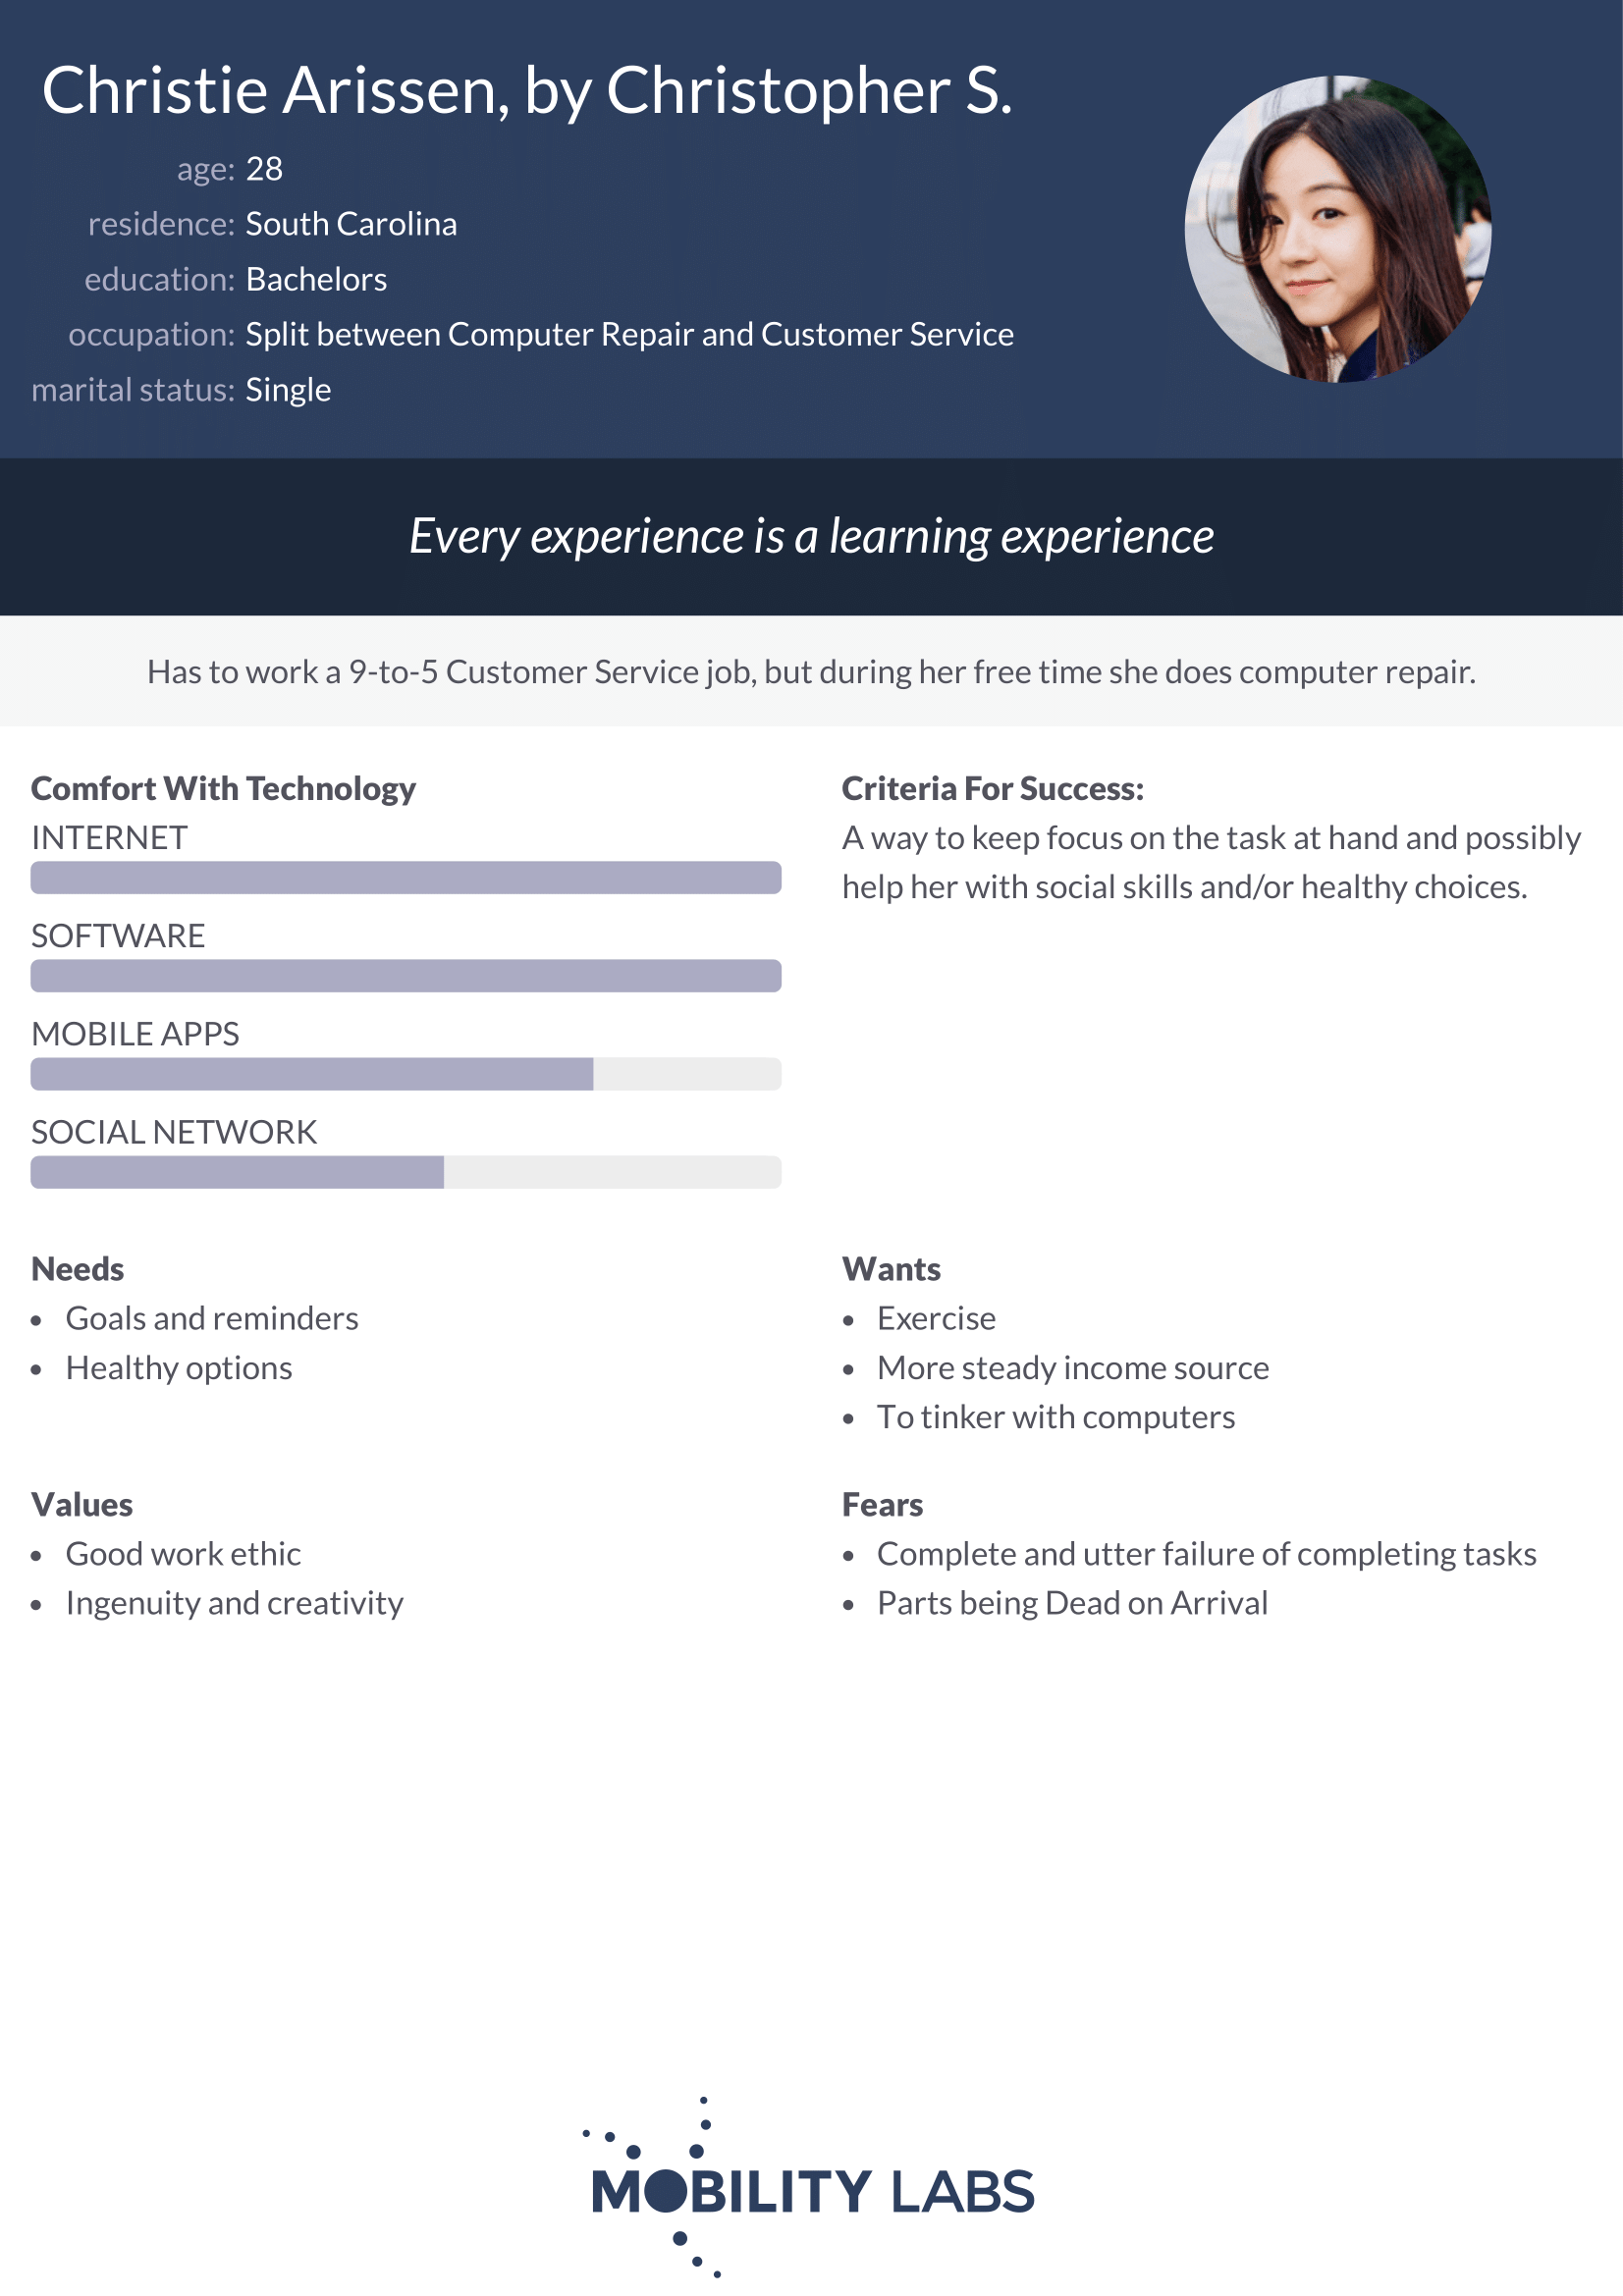 Christie Arissen, by Christopher S.
age: 28
residence: South Carolina
education: Bachelors
occupation: Split between Computer Repair and Customer Service
marital status: Single
Every experience is a learning experience
Has to work a 9-to-5 Customer Service job, but during her free time she does computer repair.
Comfort With Technology
INTERNET
SOFTWARE
MOBILE APPS
SOCIAL NETWORK
Criteria For Success:
A way to keep focus on the task at hand and possibly
help her with social skills and/or healthy choices.
Needs
• Goals and reminders
• Healthy options
Wants
• Exercise
• More steady income source
• To tinker with computers
Values
• Good work ethic
• Ingenuity and creativity
Fears
• Complete and utter failure of completing tasks
• Parts being Dead on Arrival
MOBILITY LABS